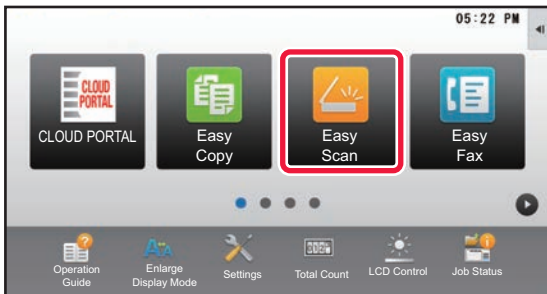 05:22 PM
CLOUD
PORTAL
CLOUD PORTAL
Easy
Copy
Easy
Scan
Easy
Fax
Operation
Guide
Enlarge
Display Mode
Settings
Total Count
LCD Control
Job Status